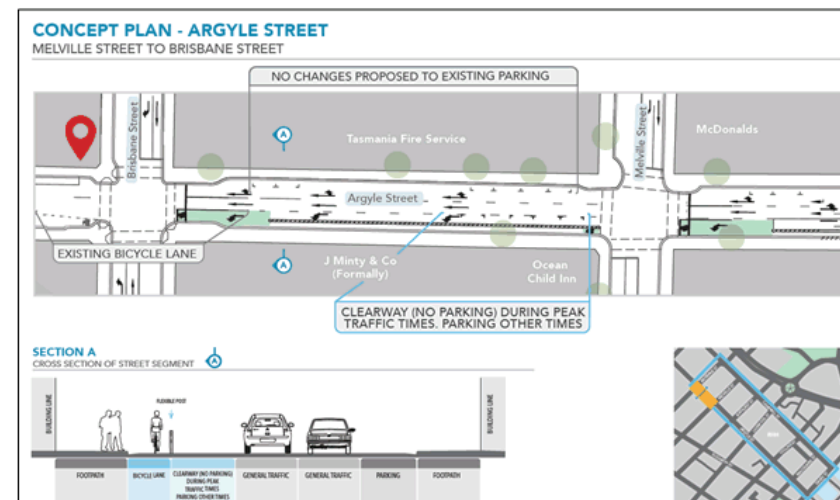 CONCEPT PLAN - ARGYLE STREET
MELVILLE STREET TO BRISBANE STREET
NO CHANGES PROPOSED TO EXISTING PARKING
Brisbane Street
A
Tasmania Fire Service
Melville Street
McDonalds
Argyle Street
EXISTING BICYCLE LANE
A
J Minty & Co
(Formally)
Ocean
Child Inn
CLEARWAY (NO PARKING) DURING PEAK
TRAFFIC TIMES. PARKING OTHER TIMES
SECTION A
CROSS SECTION OF STREET SEGMENT
A
BUILDING LINE
FLEXIBLE POST
BUILDING LINE
FOOTPATH
BICYCLE LANE
CLEARWAY (NO PARKING)
DURING PEAK
TRAFFIC TIMES
PARKING OTHER TIMES
GENERAL TRAFFIC
GENERAL TRAFFIC
PARKING
FOOTPATH